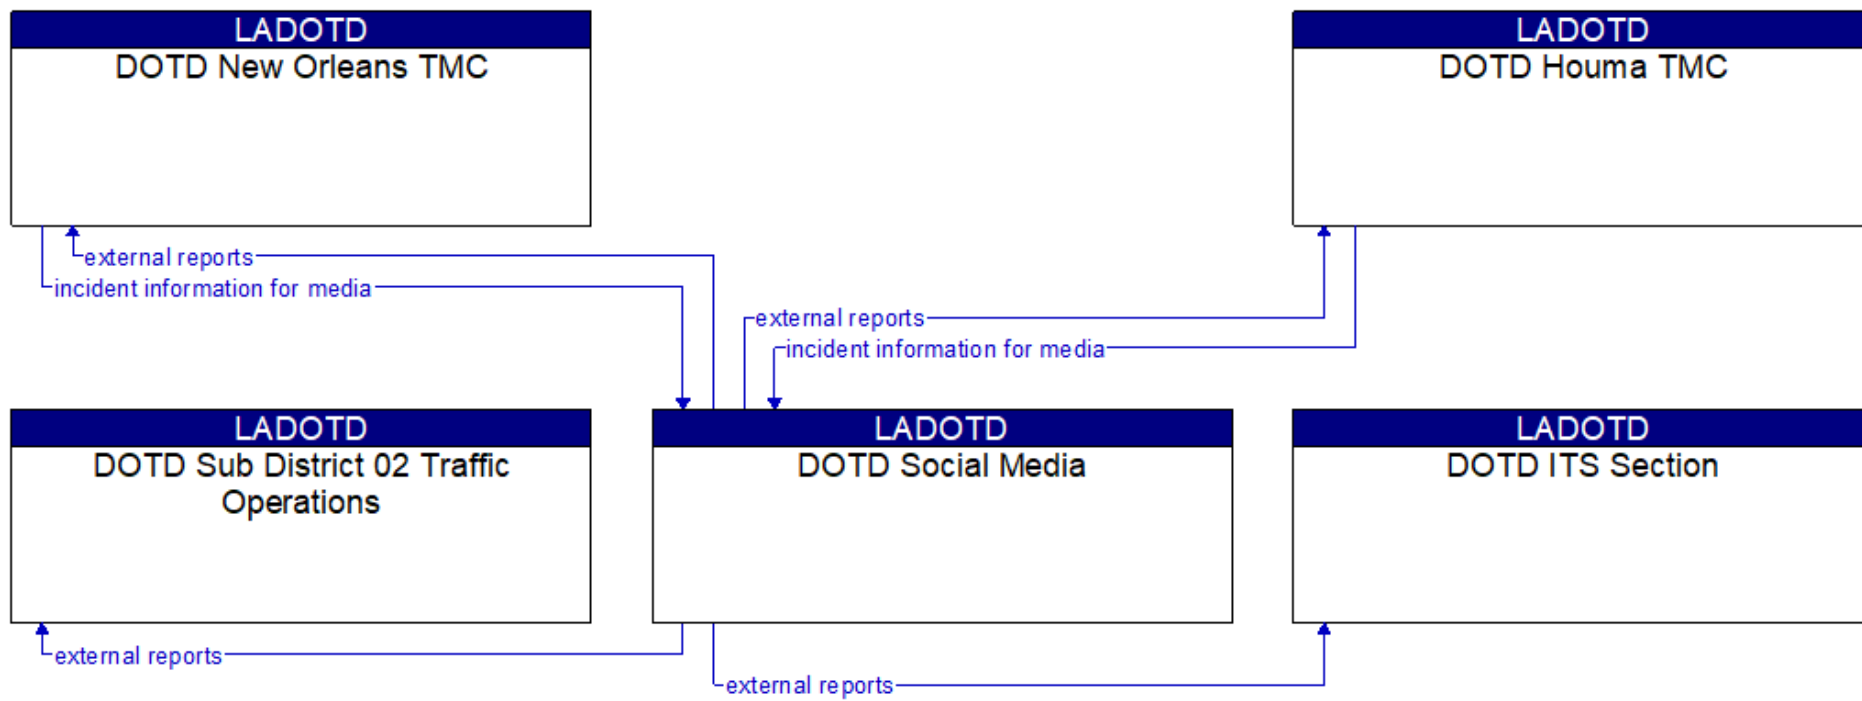 LADOTD
DOTD New Orleans TMC
LADOTD
DOTD Houma TMC
external reports
incident information for media
external reports
incident information for media
LADOTD
DOTD Sub District 02 Traffic
Operations
LADOTD
DOTD Social Media
LADOTD
DOTD ITS Section
external reports
external reports